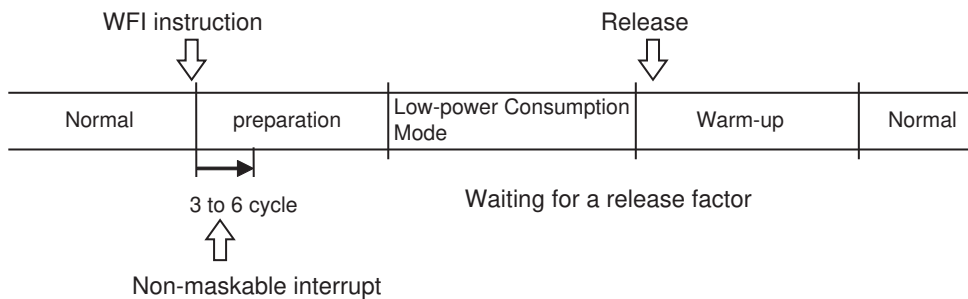 WFI instruction
Release
Normal
preparation
Low-power Consumption
Mode
Warm-up
Normal
3 to 6 cycle
Waiting for a release factor
Non-maskable interrupt